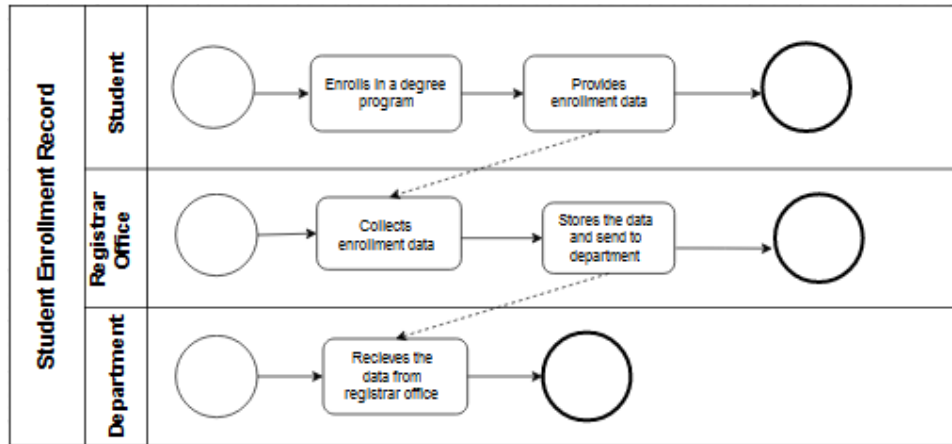 Student Enrollment Record
Student
Enrolls in a degree
program
Provides
enrollment data
Registrar
Office
Collects
enrollment data
Stores the data
and send to
department
Department
Recieves the
data from
registrar office